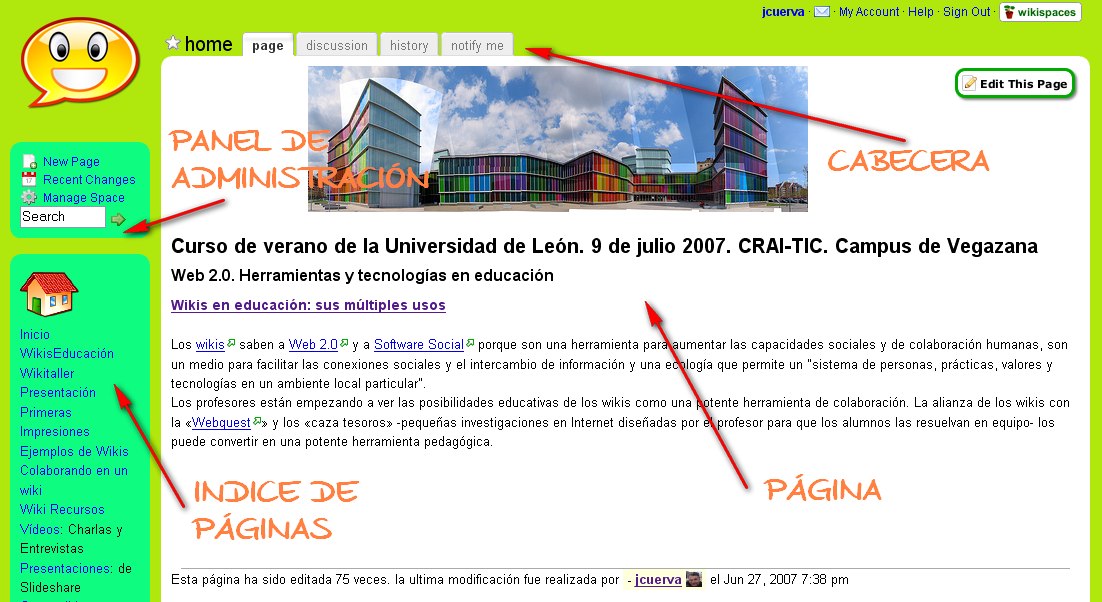 jcuerva · My Account · Help · Sign Out · wikispaces
home page discussion history notify me
Edit This Page
PANEL DE
ADMINISTRACIÓN
CABECERA
New Page
Recent Changes
Manage Space
Search
Curso de verano de la Universidad de León. 9 de julio 2007. CRAI-TIC. Campus de Vegazana
Web 2.0. Herramientas y tecnologías en educación
Wikis en educación: sus múltiples usos
Los wikis saben a Web 2.0 y a Software Social porque son una herramienta para aumentar las capacidades sociales y de colaboración humanas, son
un medio para facilitar las conexiones sociales y el intercambio de información y una ecología que permite un "sistema de personas, prácticas, valores y
tecnologías en un ambiente local particular".
Los profesores están empezando a ver las posibilidades educativas de los wikis como una potente herramienta de colaboración. La alianza de los wikis con
la «Webquest» y los «caza tesoros» -pequeñas investigaciones en Internet diseñadas por el profesor para que los alumnos las resuelvan en equipo- los
puede convertir en una potente herramienta pedagógica.
Inicio
WikisEducación
Wikitaller
Presentación
Primeras
Impresiones
Ejemplos de Wikis
Colaborando en un
wiki
Wiki Recursos
Vídeos: Charlas y
Entrevistas
Presentaciones: de
Slideshare
INDICE DE
PÁGINAS
PÁGINA
Esta página ha sido editada 75 veces. la ultima modificación fue realizada por - jcuerva el Jun 27, 2007 7:38 pm